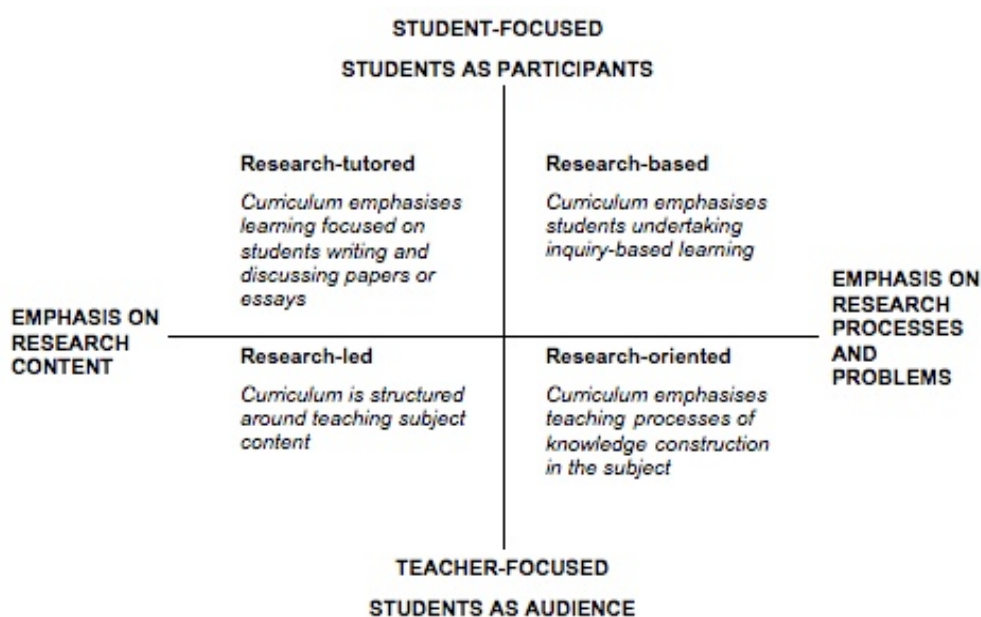 STUDENT-FOCUSED
STUDENTS AS PARTICIPANTS
Research-tutored
Curriculum emphasises
learning focused on
students writing and
discussing papers or
essays
Research-based
Curriculum emphasises
students undertaking
inquiry-based learning
EMPHASIS ON
RESEARCH
CONTENT
EMPHASIS ON
RESEARCH
PROCESSES
AND
PROBLEMS
Research-led
Curriculum is structured
around teaching subject
content
Research-oriented
Curriculum emphasises
teaching processes of
knowledge construction
in the subject
TEACHER-FOCUSED
STUDENTS AS AUDIENCE